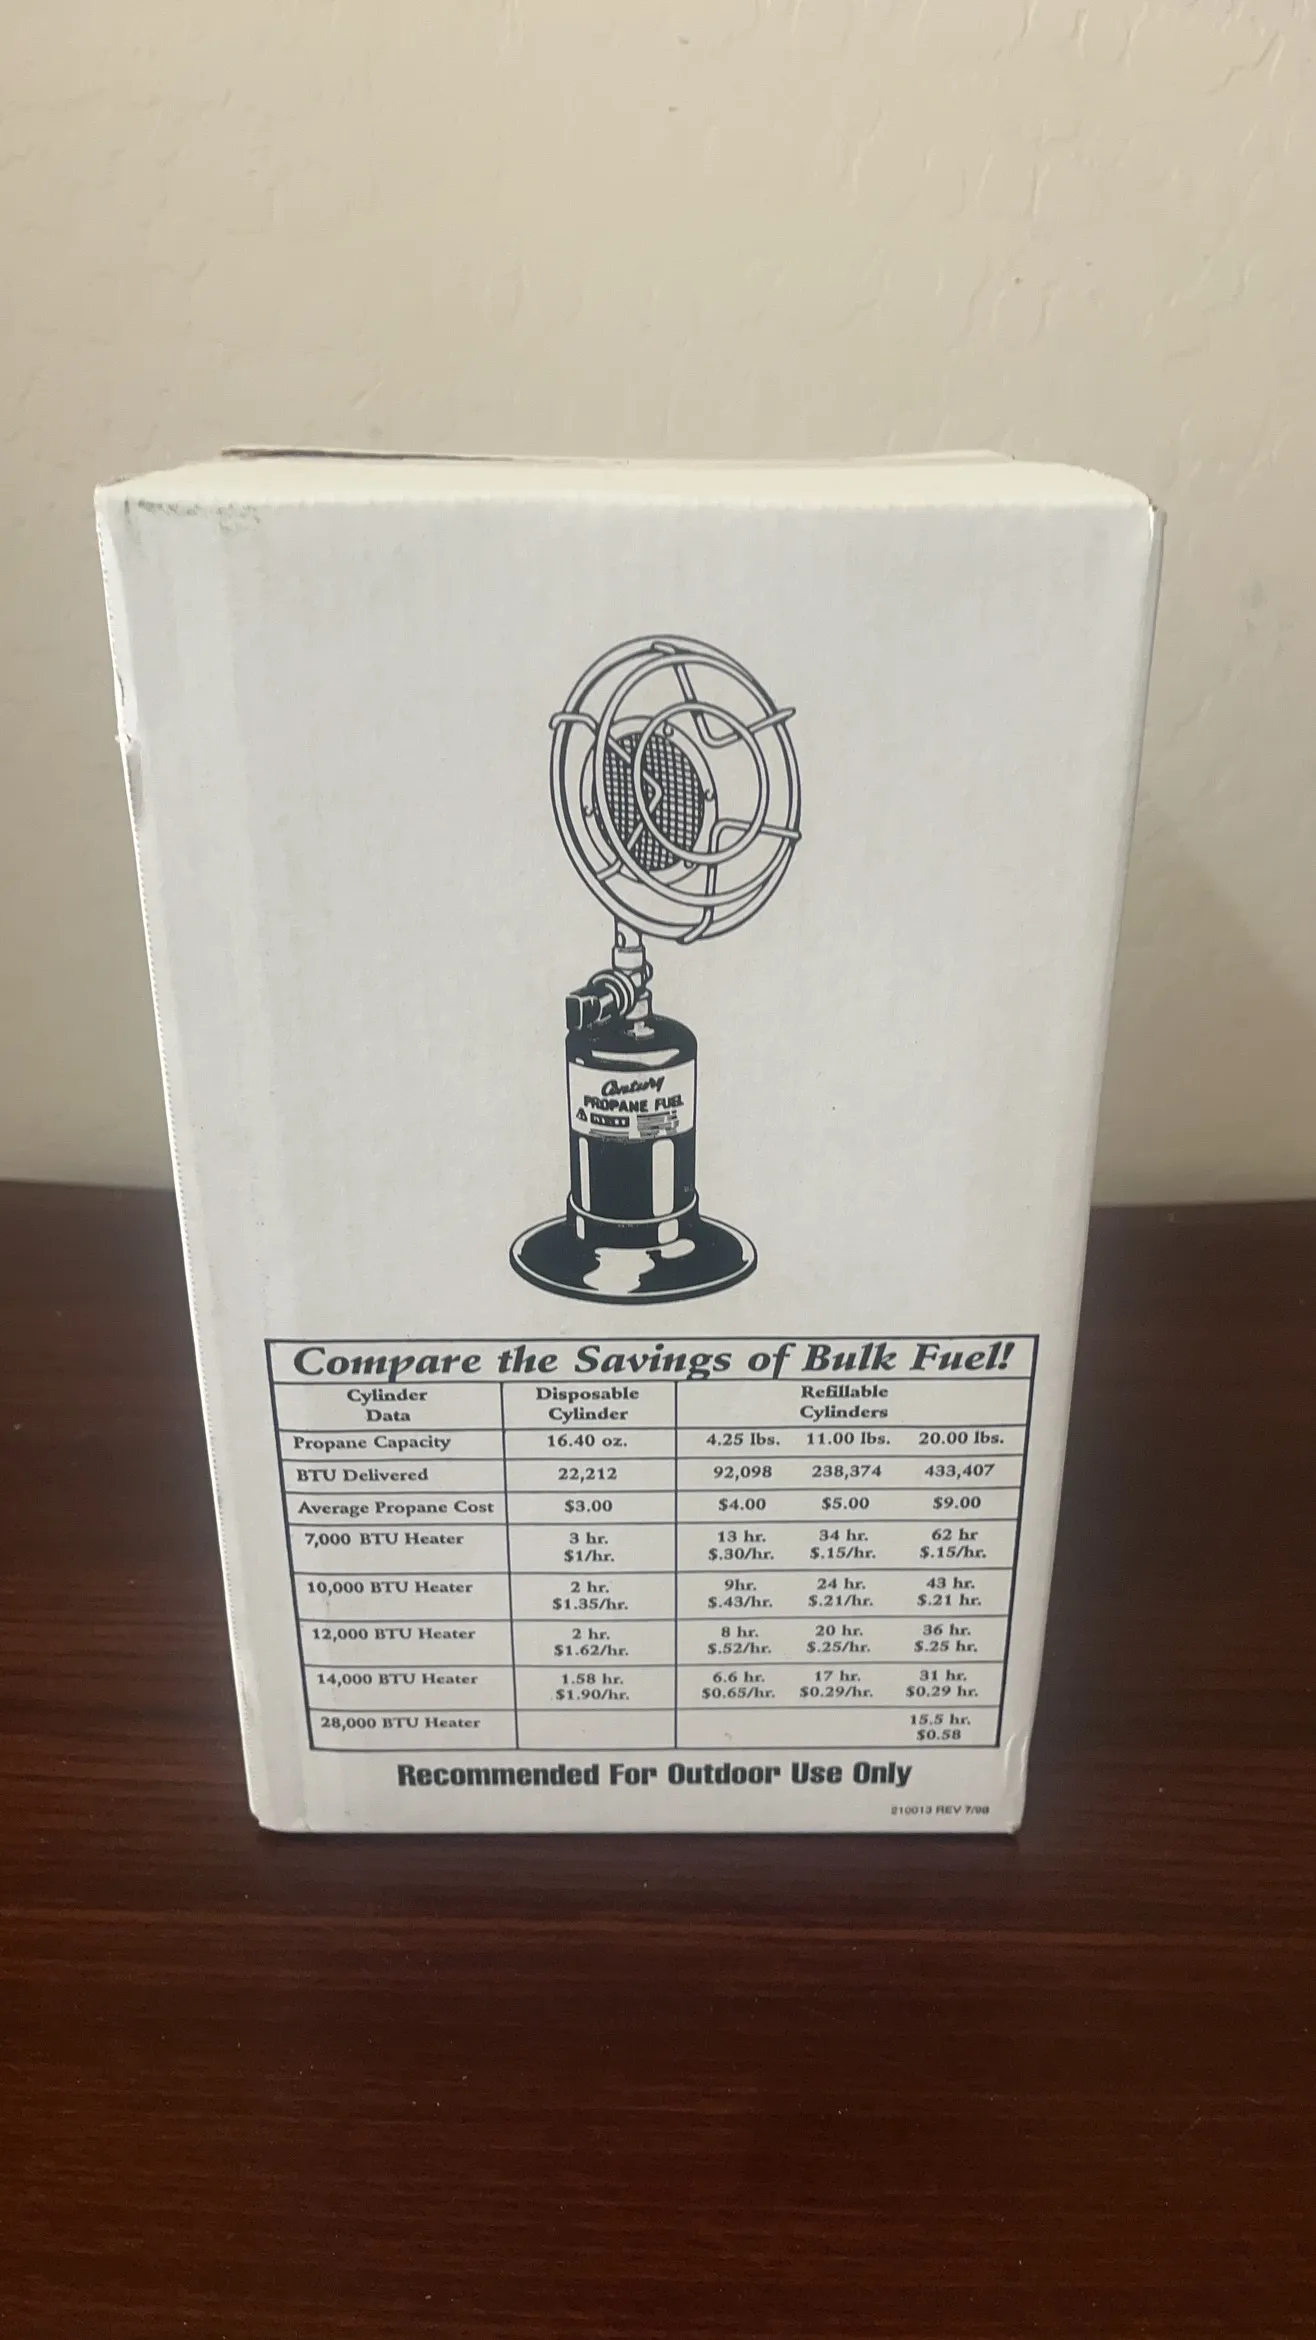 Century
PROPANE FUEL
Compare the Savings of Bulk Fuel!
Cylinder Data Disposable Cylinder Refillable Cylinders
Propane Capacity 16.40 oz. 4.25 lbs. 11.00 lbs. 20.00 lbs.
BTU Delivered 22,212 92,098 238,374 433,407
Average Propane Cost $3.00 $4.00 $5.00 $9.00
7,000 BTU Heater 3 hr. 13 hr. 34 hr. 62 hr
$1/hr. $.30/hr. $.15/hr. $.15/hr.
10,000 BTU Heater 2 hr. 9hr. 24 hr. 43 hr.
$1.35/hr. $.43/hr. $.21/hr. $.21 hr.
12,000 BTU Heater 2 hr. 8 hr. 20 hr. 36 hr.
$1.62/hr. $.52/hr. $.25/hr. $.25 hr.
14,000 BTU Heater 1.58 hr. 6.6 hr. 17 hr. 31 hr.
$1.90/hr. $0.65/hr. $0.29/hr. $0.29 hr.
28,000 BTU Heater 15.5 hr.
$0.58
Recommended For Outdoor Use Only
210013 REV